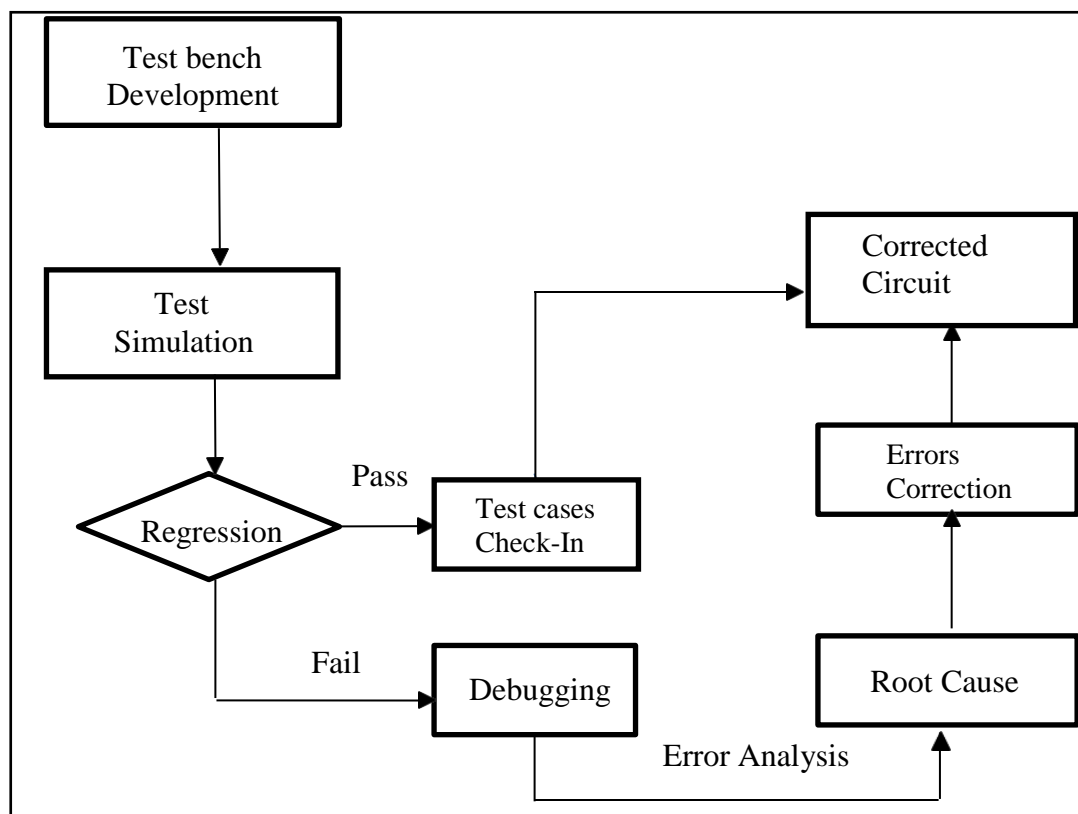 Test bench
Development
Test
Simulation
Regression
Pass
Test cases
Check-In
Fail
Debugging
Error Analysis
Root Cause
Errors
Correction
Corrected
Circuit